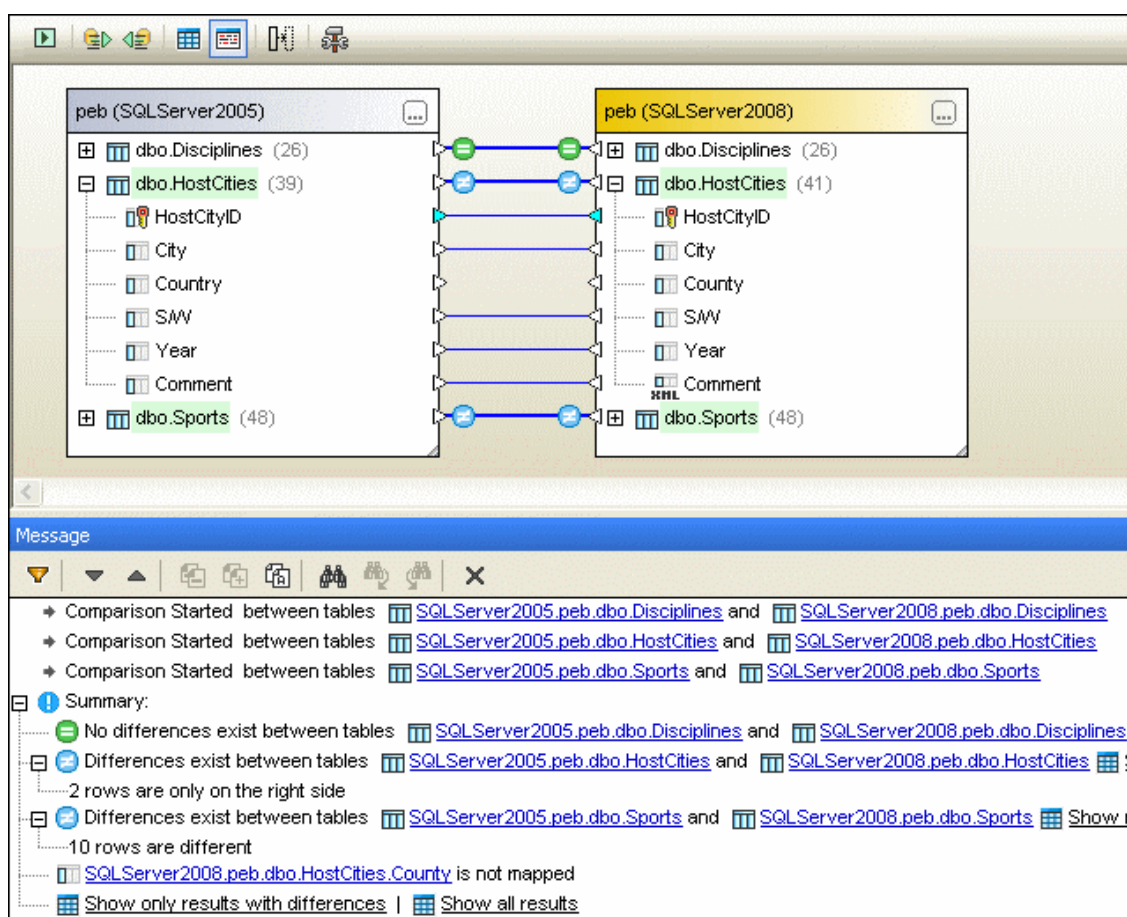 peb (SQLServer2005)
...
peb (SQLServer2008)
...
dbo.Disciplines (26)
dbo.Disciplines (26)
dbo.HostCities (39)
dbo.HostCities (41)
HostCityID
HostCityID
City
City
Country
County
S/W
S/W
Year
Year
Comment
XML Comment
dbo.Sports (48)
dbo.Sports (48)
Message
Comparison Started between tables SQLServer2005.peb.dbo.Disciplines and SQLServer2008.peb.dbo.Disciplines
Comparison Started between tables SQLServer2005.peb.dbo.HostCities and SQLServer2008.peb.dbo.HostCities
Comparison Started between tables SQLServer2005.peb.dbo.Sports and SQLServer2008.peb.dbo.Sports
Summary:
No differences exist between tables SQLServer2005.peb.dbo.Disciplines and SQLServer2008.peb.dbo.Disciplines
Differences exist between tables SQLServer2005.peb.dbo.HostCities and SQLServer2008.peb.dbo.HostCities
2 rows are only on the right side
Differences exist between tables SQLServer2005.peb.dbo.Sports and SQLServer2008.peb.dbo.Sports Show
10 rows are different
SQLServer2008.peb.dbo.HostCities.County is not mapped
Show only results with differences | Show all results